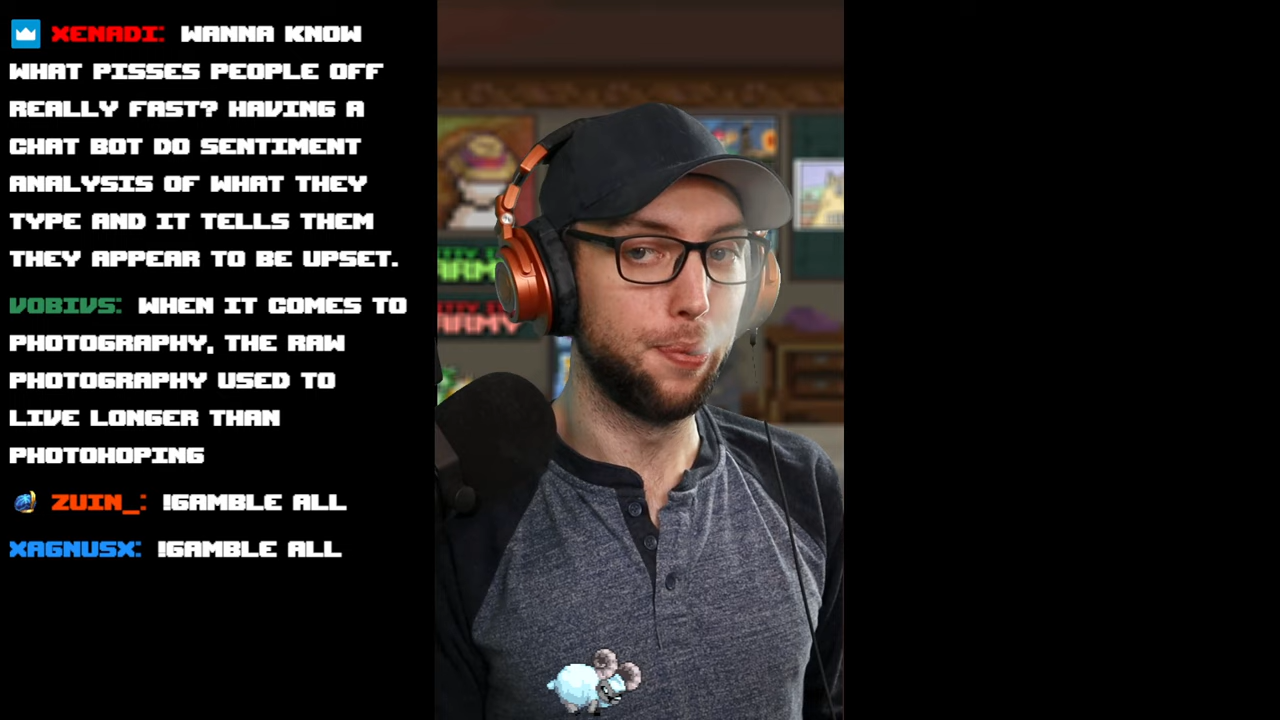 XENADI: WANNA KNOW
WHAT PISSES PEOPLE OFF
REALLY FAST? HAVING A
CHAT BOT DO SENTIMENT
ANALYSIS OF WHAT THEY
TYPE AND IT TELLS THEM
THEY APPEAR TO BE UPSET.
VOBIVS: WHEN IT COMES TO
PHOTOGRAPHY, THE RAW
PHOTOGRAPHY USED TO
LIVE LONGER THAN
PHOTOHOPING
ZUIN_: !GAMBLE ALL
XAGNUSX: !GAMBLE ALL
ARMY
ARMY